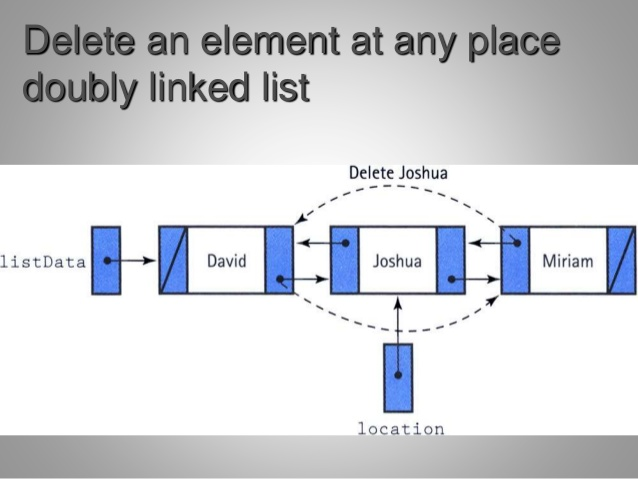 Delete an element at any place
doubly linked list
Delete Joshua
listData
David
Joshua
Miriam
location